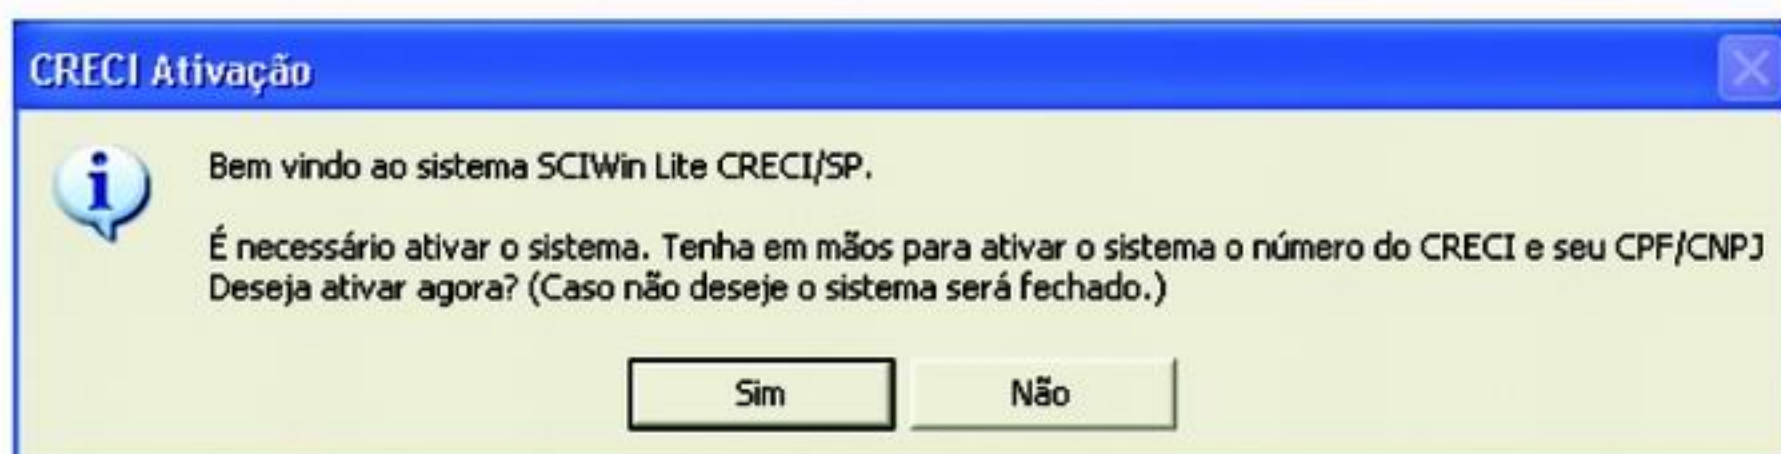 CRECI Ativação
Bem vindo ao sistema SCIWin Lite CRECI/SP.
É necessário ativar o sistema. Tenha em mãos para ativar o sistema o número do CRECI e seu CPF/CNPJ
Deseja ativar agora? (Caso não deseje o sistema será fechado.)
Sim
Não